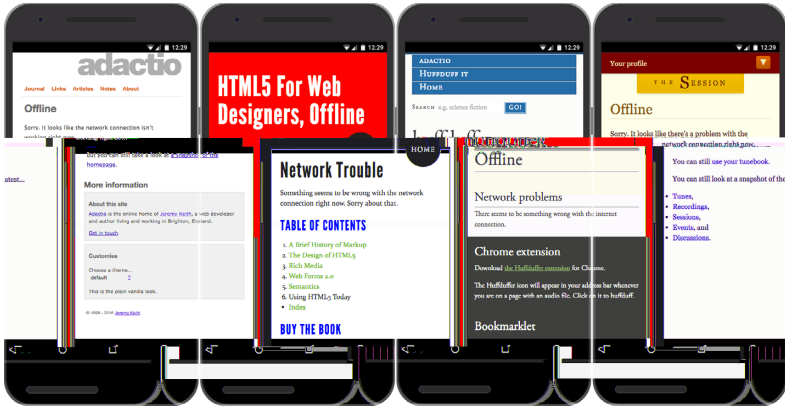 12:29
adactio
Journal Links Articles Notes About
Offline
Sorry. It looks like the network connection isn't
working right now.
but you can still take a look at a snapshot of the
homepage.
More information
About this site
Adactio is the online home of Jeremy Keith, a web developer
and author living and working in Brighton, England.
Get in touch
Customise
Choose a theme...
default
This is the plain vanilla look.
© 1998 - 2016 Jeremy Keith
12:29
HTML5 For Web
Designers, Offline
HOME
Network Trouble
Something seems to be wrong with the network
connection right now. Sorry about that.
TABLE OF CONTENTS
1. A Brief History of Markup
2. The Design of HTML5
3. Rich Media
4. Web Forms 2.0
5. Semantics
6. Using HTML5 Today
• Index
BUY THE BOOK
12:29
ADACTIO
HUFFDUFF IT
HOME
SEARCH e.g. science fiction GO!
Offline
Network problems
There seems to be something wrong with the internet
connection.
Chrome extension
Download the Huffduffer extension for Chrome.
The Huffduffer icon will appear in your address bar whenever
you are on a page with an audio file. Click on it to huffduff.
Bookmarklet
12:29
Your profile
THE SESSION
Offline
Sorry. It looks like there's a problem with the
network connection right now...
You can still use your tunebook.
You can still look at a snapshot of the
• Tunes,
• Recordings,
• Sessions,
• Events, and
• Discussions.
atest...